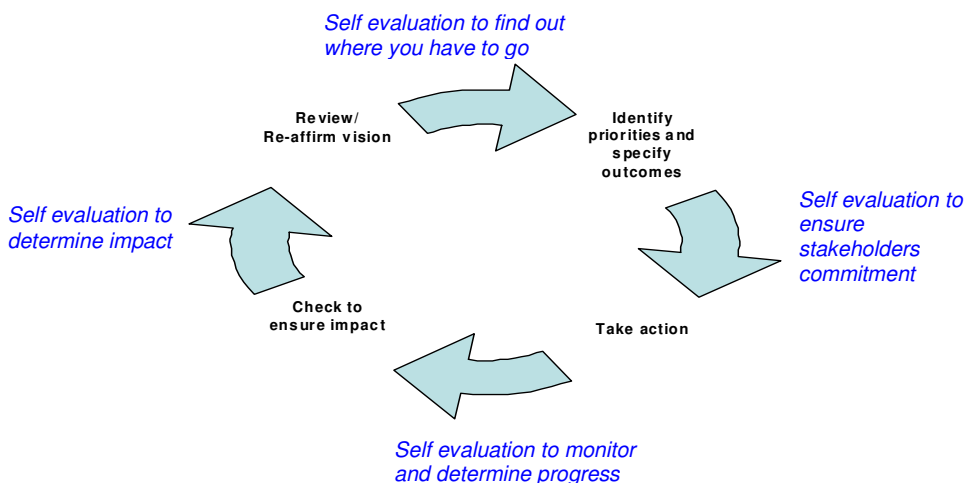 Self evaluation to find out
where you have to go
Review/
Re-affirm vision
Identify
priorities and
specify
outcomes
Self evaluation to
ensure
stakeholders
commitment
Self evaluation to
determine impact
Check to
ensure impact
Take action
Self evaluation to monitor
and determine progress